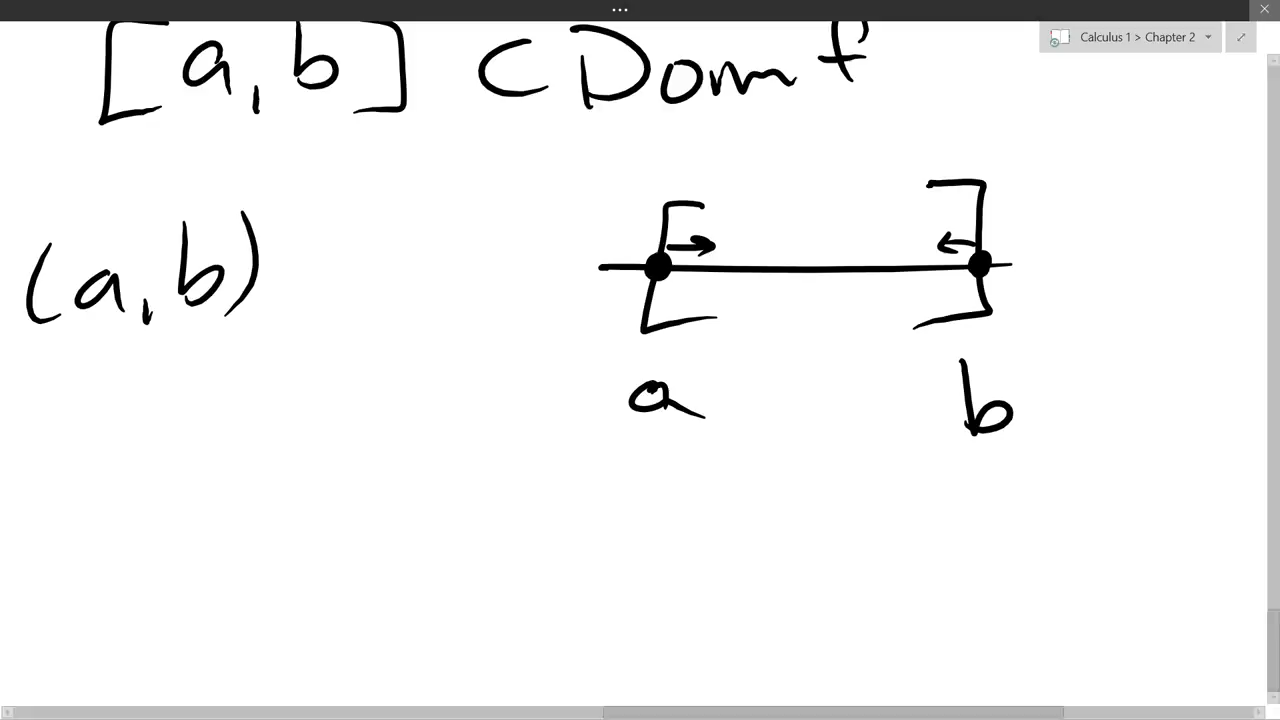 Calculus 1 > Chapter 2
[a, b] ⊂ Dom f
(a, b)
[ ]
a b